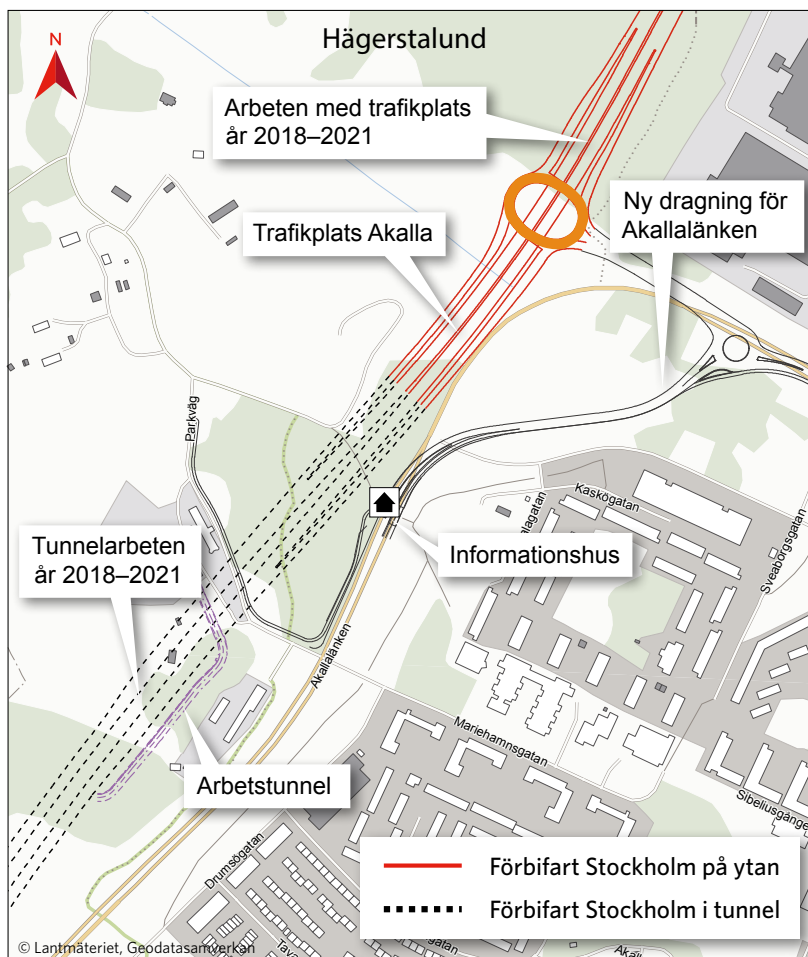 N
Hägerstalund
Arbeten med trafikplats
år 2018–2021
Ny dragning för
Akallalänken
Trafikplats Akalla
Parkväg
Kaskögatan
Sveaborgsgatan
Tunnelarbeten
år 2018–2021
Informationshus
Akallalänken
Mariehamnsgatan
Arbetstunnel
Sibeliusgången
Drumsögatan
Förbifart Stockholm på ytan
Förbifart Stockholm i tunnel
© Lantmäteriet, Geodatasamverkan